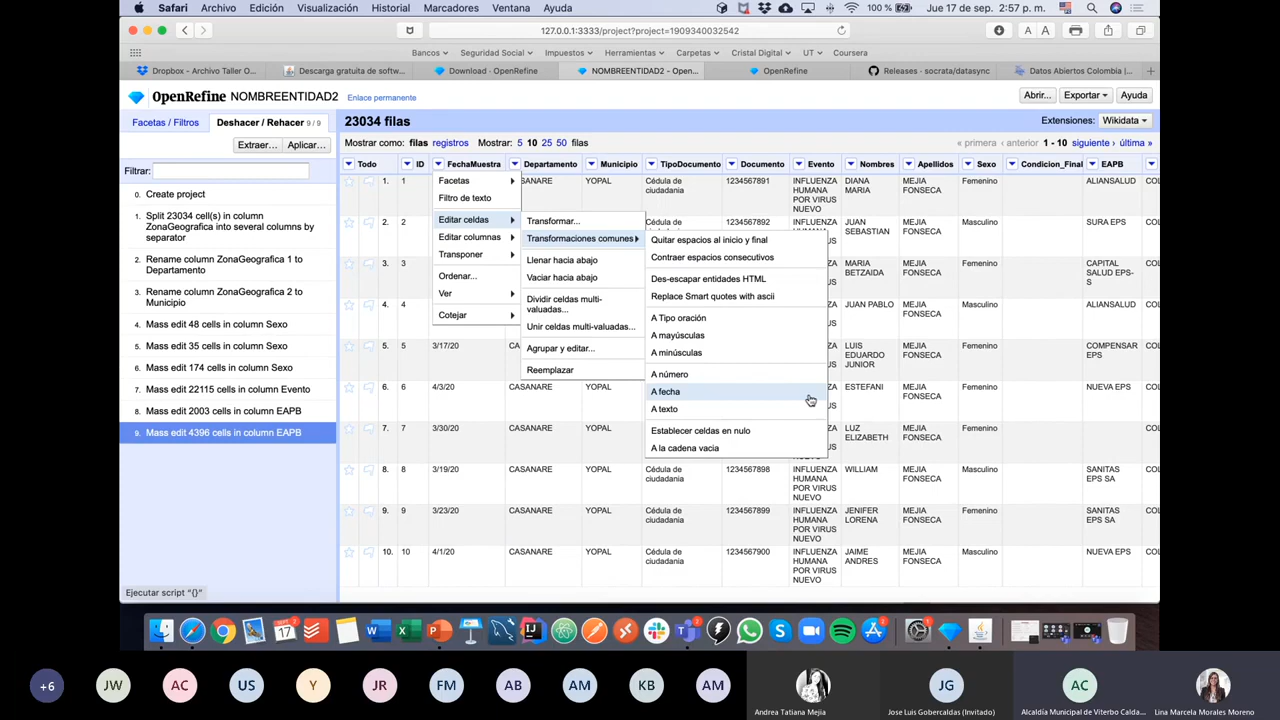 Safari Archivo Edición Visualización Historial Marcadores Ventana Ayuda 100 % Jue 17 de sep. 2:57 p. m.
127.0.0.1:3333/project?project=1909340032542
A A
Bancos Seguridad Social Impuestos Herramientas Carpetas Cristal Digital UT Coursera
Dropbox - Archivo Taller O... Descarga gratuita de softw... Download · OpenRefine NOMBREENTIDAD2 - Open... OpenRefine Releases · socrata/datasync Datos Abiertos Colombia |...
OpenRefine NOMBREENTIDAD2 Enlace permanente Abrir... Exportar Ayuda
Facetas / Filtros Deshacer / Rehacer 9 / 9
Extraer... Aplicar...
Filtrar:
0. Create project
1. Split 23034 cell(s) in column
ZonaGeografica into several columns by
separator
2. Rename column ZonaGeografica 1 to
Departamento
3. Rename column ZonaGeografica 2 to
Municipio
4. Mass edit 48 cells in column Sexo
5. Mass edit 35 cells in column Sexo
6. Mass edit 174 cells in column Sexo
7. Mass edit 22115 cells in column Evento
8. Mass edit 2003 cells in column EAPB
9. Mass edit 4396 cells in column EAPB
Ejecutar script "{}"
23034 filas Extensiones: Wikidata
Mostrar como: filas registros Mostrar: 5 10 25 50 filas « primera ‹ anterior 1 - 10 siguiente › última »
Todo ID FechaMuestra Departamento Municipio TipoDocumento Documento Evento Nombres Apellidos Sexo Condicion_Final EAPB
Facetas
Filtro de texto
Editar celdas
Editar columnas
Transponer
Ordenar...
Ver
Cotejar
Transformar...
Transformaciones comunes
Llenar hacia abajo
Vaciar hacia abajo
Dividir celdas multi-
valuadas...
Unir celdas multi-valuadas...
Agrupar y editar...
Reemplazar
Quitar espacios al inicio y final
Contraer espacios consecutivos
Des-escapar entidades HTML
Replace Smart quotes with ascii
A Tipo oración
A mayúsculas
A minúsculas
A número
A fecha
A texto
Establecer celdas en nulo
A la cadena vacia
1. 1 CASANARE YOPAL Cédula de 1234567891 INFLUENZA DIANA MEJIA Femenino ALIANSALUD COL
ciudadania HUMANA MARIA FONSECA
POR VIRUS
NUEVO
2. 2 Cédula de 1234567892 INFLUENZA JUAN MEJIA Masculino SURA EPS COL
SEBASTIAN FONSECA
3. 3 MARIA MEJIA Femenino CAPITAL COL
BETZAIDA FONSECA SALUD EPS-
S
4. 4 JUAN PABLO MEJIA Masculino ALIANSALUD COL
FONSECA
5. 5 3/17/20 LUIS MEJIA Masculino COMPENSAR COL
EDUARDO FONSECA EPS
JUNIOR
6. 6 4/3/20 CASANARE YOPAL ESTEFANI MEJIA Femenino NUEVA EPS COL
FONSECA
7. 7 3/30/20 CASANARE YOPAL LUZ MEJIA Femenino COL
ELIZABETH FONSECA
8. 8 3/19/20 CASANARE YOPAL Cédula de 1234567898 INFLUENZA WILLIAM MEJIA Masculino SANITAS COL
ciudadania HUMANA FONSECA EPS SA
POR VIRUS
NUEVO
9. 9 3/23/20 CASANARE YOPAL Cédula de 1234567899 INFLUENZA JENIFER MEJIA Femenino SANITAS COL
ciudadania HUMANA LORENA FONSECA EPS SA
POR VIRUS
NUEVO
10. 10 4/1/20 CASANARE YOPAL Cédula de 1234567900 INFLUENZA JAIME MEJIA Masculino NUEVA EPS COL
ciudadania HUMANA ANDRES FONSECA
POR VIRUS
NUEVO
+6 JW AC US Y JR FM AB AM KB AM JG AC
Andrea Tatiana Mejia Jose Luis Gobercaldas (Invitado) Alcaldía Municipal de Viterbo Calda... Lina Marcela Morales Moreno